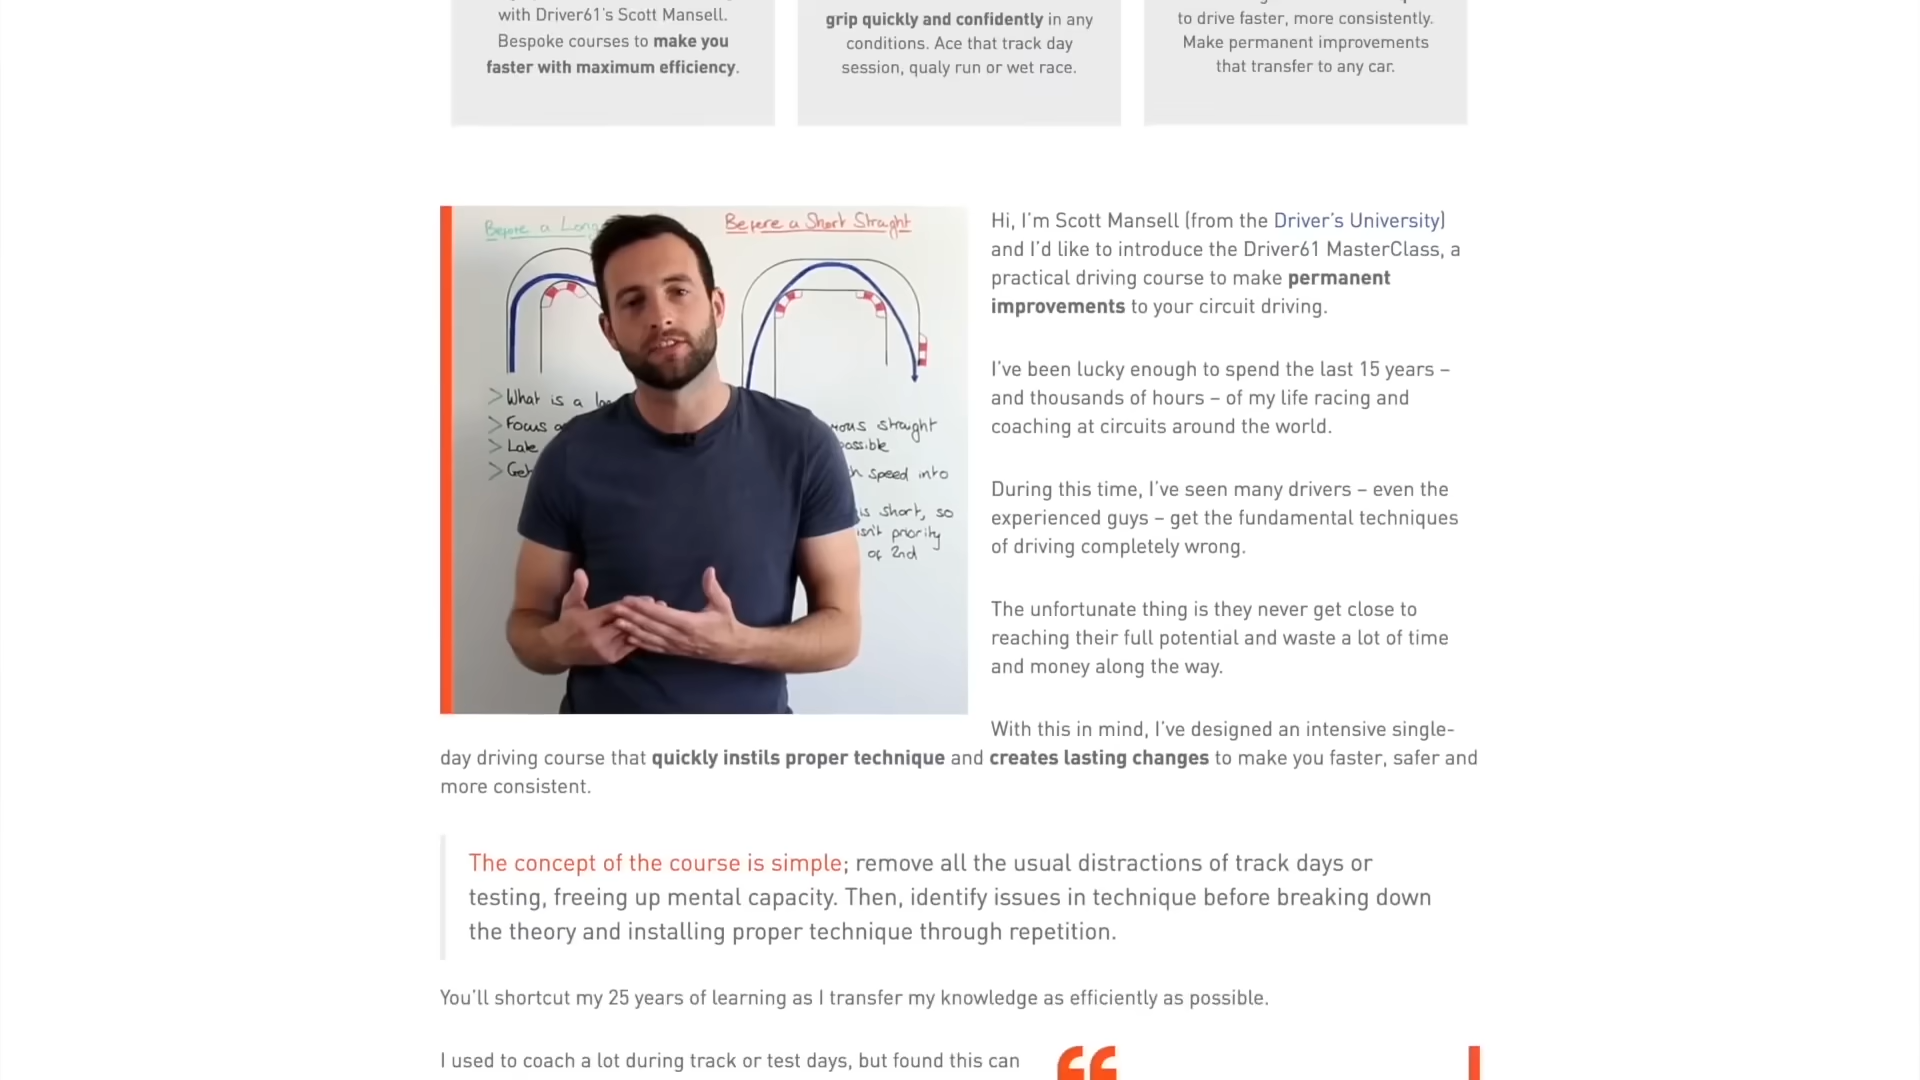 with Driver61's Scott Mansell.
Bespoke courses to make you
faster with maximum efficiency.
grip quickly and confidently in any
conditions. Ace that track day
session, qualy run or wet race.
to drive faster, more consistently.
Make permanent improvements
that transfer to any car.
Before a Long
Before a Short Straight
> What is a
> Focus
> Late
> Get
straight
speed into
is short, so
isn't priority
of 2nd
Hi, I'm Scott Mansell (from the Driver's University)
and I'd like to introduce the Driver61 MasterClass, a
practical driving course to make permanent
improvements to your circuit driving.
I've been lucky enough to spend the last 15 years –
and thousands of hours – of my life racing and
coaching at circuits around the world.
During this time, I've seen many drivers – even the
experienced guys – get the fundamental techniques
of driving completely wrong.
The unfortunate thing is they never get close to
reaching their full potential and waste a lot of time
and money along the way.
With this in mind, I've designed an intensive single-
day driving course that quickly instils proper technique and creates lasting changes to make you faster, safer and
more consistent.
The concept of the course is simple; remove all the usual distractions of track days or
testing, freeing up mental capacity. Then, identify issues in technique before breaking down
the theory and installing proper technique through repetition.
You'll shortcut my 25 years of learning as I transfer my knowledge as efficiently as possible.
I used to coach a lot during track or test days, but found this can